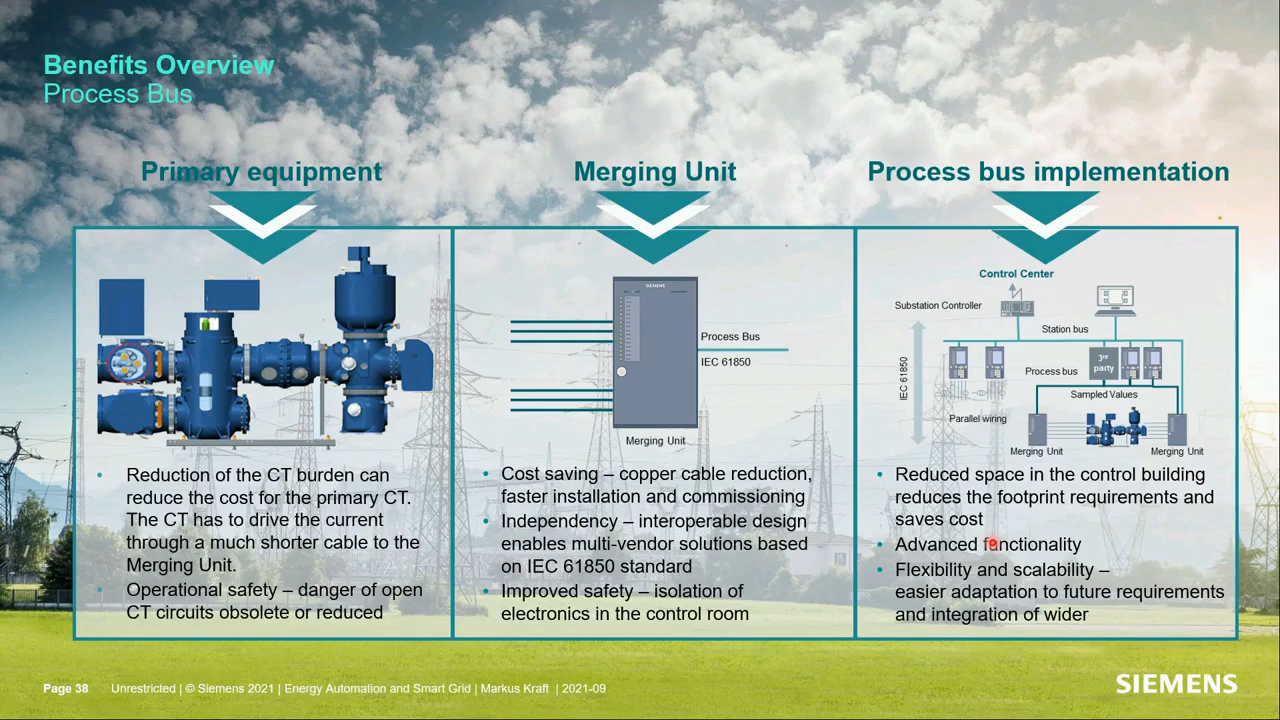 Benefits Overview
Process Bus
Primary equipment
Merging Unit
Process bus implementation
SIEMENS
Process Bus
IEC 61850
Merging Unit
Control Center
Substation Controller
Station bus
IEC 61850
3rd
party
Process bus
Sampled Values
Parallel wiring
Merging Unit
Merging Unit
• Reduction of the CT burden can
reduce the cost for the primary CT.
The CT has to drive the current
through a much shorter cable to the
Merging Unit.
• Operational safety – danger of open
CT circuits obsolete or reduced
• Cost saving – copper cable reduction,
faster installation and commissioning
• Independency – interoperable design
enables multi-vendor solutions based
on IEC 61850 standard
• Improved safety – isolation of
electronics in the control room
• Reduced space in the control building
reduces the footprint requirements and
saves cost
• Advanced functionality
• Flexibility and scalability –
easier adaptation to future requirements
and integration of wider
Page 38 Unrestricted | © Siemens 2021 | Energy Automation and Smart Grid | Markus Kraft | 2021-09
SIEMENS